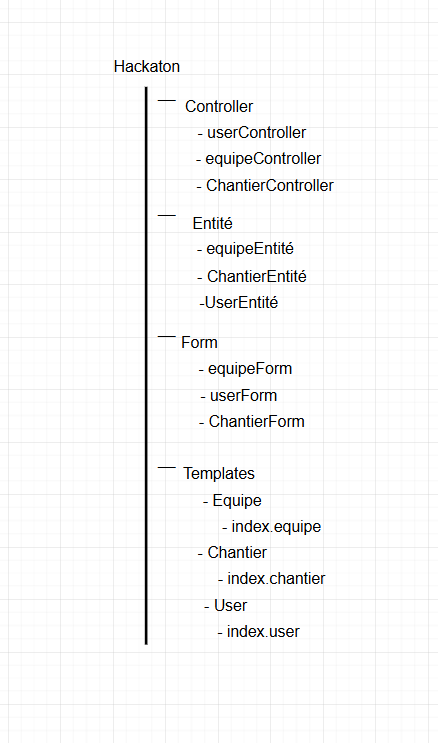 Hackaton
Controller
- userController
- equipeController
- ChantierController
Entité
- equipeEntité
- ChantierEntité
-UserEntité
Form
- equipeForm
- userForm
- ChantierForm
Templates
- Equipe
- index.equipe
- Chantier
- index.chantier
- User
- index.user